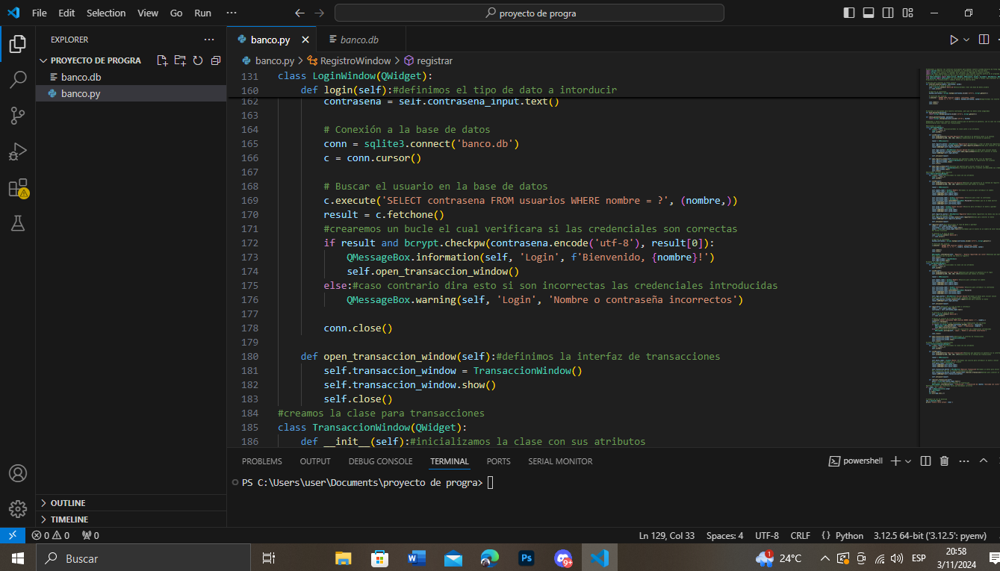 File Edit Selection View Go Run ··· proyecto de progra
EXPLORER
PROYECTO DE PROGRA
banco.db
banco.py
OUTLINE
TIMELINE
banco.py banco.db
banco.py > RegistroWindow > registrar
131 class LoginWindow(QWidget):
160 def login(self):#definimos el tipo de dato a intorducir
162 contrasena = self.contrasena_input.text()
163
164 # Conexión a la base de datos
165 conn = sqlite3.connect('banco.db')
166 c = conn.cursor()
167
168 # Buscar el usuario en la base de datos
169 c.execute('SELECT contrasena FROM usuarios WHERE nombre = ?', (nombre,))
170 result = c.fetchone()
171 #crearemos un bucle el cual verificara si las credenciales son correctas
172 if result and bcrypt.checkpw(contrasena.encode('utf-8'), result[0]):
173 QMessageBox.information(self, 'Login', f'Bienvenido, {nombre}!')
174 self.open_transaccion_window()
175 else:#caso contrario dira esto si son incorrectas las credenciales introducidas
176 QMessageBox.warning(self, 'Login', 'Nombre o contraseña incorrectos')
177
178 conn.close()
179
180 def open_transaccion_window(self):#definimos la interfaz de transacciones
181 self.transaccion_window = TransaccionWindow()
182 self.transaccion_window.show()
183 self.close()
184 #creamos la clase para transacciones
185 class TransaccionWindow(QWidget):
186 def __init__(self):#inicializamos la clase con sus atributos
PROBLEMS OUTPUT DEBUG CONSOLE TERMINAL PORTS SERIAL MONITOR powershell
PS C:\Users\user\Documents\proyecto de progra>
0 0 0 Ln 129, Col 33 Spaces: 4 UTF-8 CRLF {} Python 3.12.5 64-bit ('3.12.5': pyenv)
Buscar 9+ 1 24°C ESP 20:58
3/11/2024